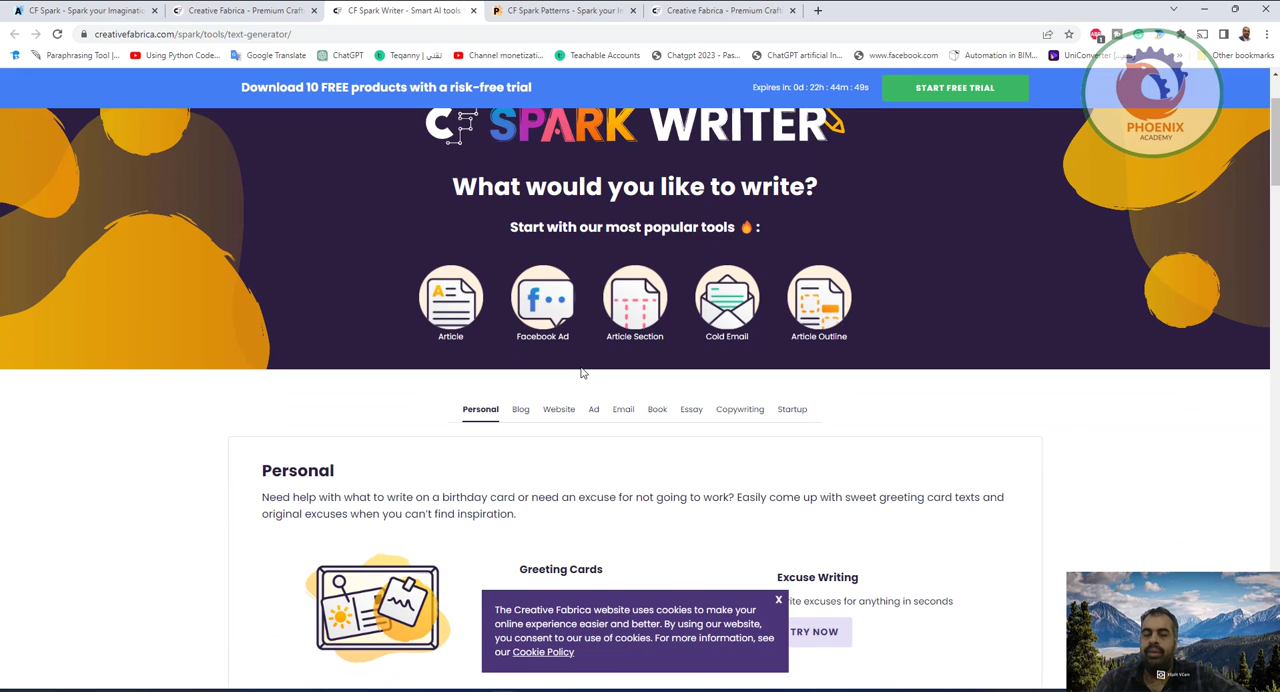 CF Spark - Spark your Imaginatio
Creative Fabrica - Premium Craft
CF Spark Writer - Smart AI tools
CF Spark Patterns - Spark your I
Creative Fabrica - Premium Craft
creativefabrica.com/spark/tools/text-generator/
Paraphrasing Tool |...
Using Python Code...
Google Translate
ChatGPT
Teqanny | تقني
Channel monetizati...
Teachable Accounts
Chatgpt 2023 - Pas...
ChatGPT artificial In...
www.facebook.com
Automation in BIM...
UniConverter
Other bookmarks
Download 10 FREE products with a risk-free trial
Expires in: 0d : 22h : 44m : 49s
START FREE TRIAL
PHOENIX
ACADEMY
CF SPARK WRITER
What would you like to write?
Start with our most popular tools 🔥 :
Article
Facebook Ad
Article Section
Cold Email
Article Outline
Personal
Blog
Website
Ad
Email
Book
Essay
Copywriting
Startup
Personal
Need help with what to write on a birthday card or need an excuse for not going to work? Easily come up with sweet greeting card texts and
original excuses when you can't find inspiration.
Greeting Cards
Excuse Writing
rite excuses for anything in seconds
TRY NOW
X
The Creative Fabrica website uses cookies to make your
online experience easier and better. By using our website,
you consent to our use of cookies. For more information, see
our Cookie Policy
XSplit VCam